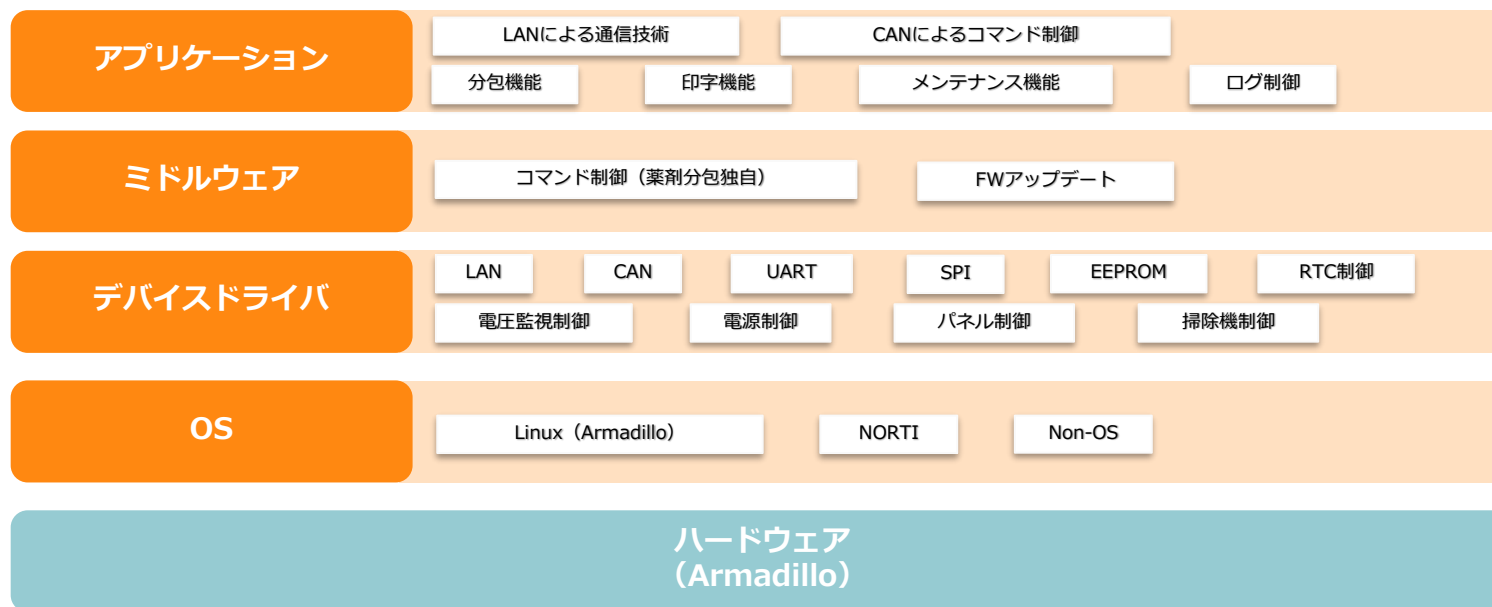 アプリケーション
LANによる通信技術
CANによるコマンド制御
分包機能
印字機能
メンテナンス機能
ログ制御
ミドルウェア
コマンド制御（薬剤分包独自）
FWアップデート
デバイスドライバ
LAN
CAN
UART
SPI
EEPROM
RTC制御
電圧監視制御
電源制御
パネル制御
掃除機制御
OS
Linux（Armadillo）
NORTI
Non-OS
ハードウェア
（Armadillo）